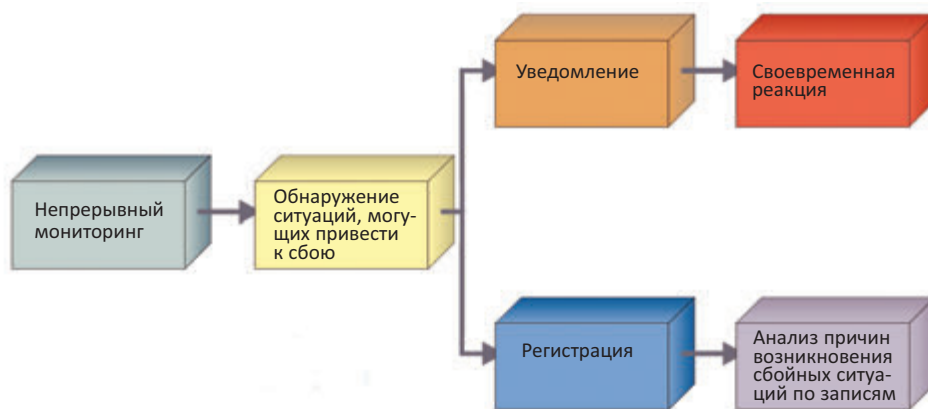 Уведомление
Своевременная
реакция
Непрерывный
мониторинг
Обнаружение
ситуаций, могу-
щих привести
к сбою
Регистрация
Анализ причин
возникновения
сбойных ситуа-
ций по записям